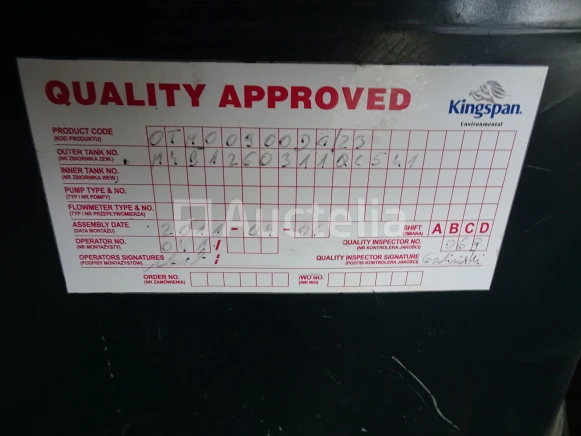 QUALITY APPROVED
Kingspan.
Environmental
PRODUCT CODE
(KOD PRODUKTU)
OUTER TANK NO.
(NR ZBIORNIKA ZEW.)
INNER TANK NO.
(NR ZBIORNIKA WEW.)
PUMP TYPE & NO.
(TYP I NR. POMPY)
FLOWMETER TYPE & NO.
(TYP I NR PRZEPŁYWOMIERZA)
ASSEMBLY DATE
(DATA MONTAŻU)
SHIFT
(ZMIANA)
A B C D
OPERATOR NO.
(NR MONTAŻYSTY)
QUALITY INSPECTOR NO.
(NR KONTROLERA JAKOŚCI)
OPERATORS SIGNATURES
(PODPISY MONTAŻYSTÓW)
QUALITY INSPECTOR SIGNATURE
(PODPIS KONTROLERA JAKOŚCI)
ORDER NO.
(NR ZAMÓWIENIA)
/WO NO.
(NR WO)
Auctelia